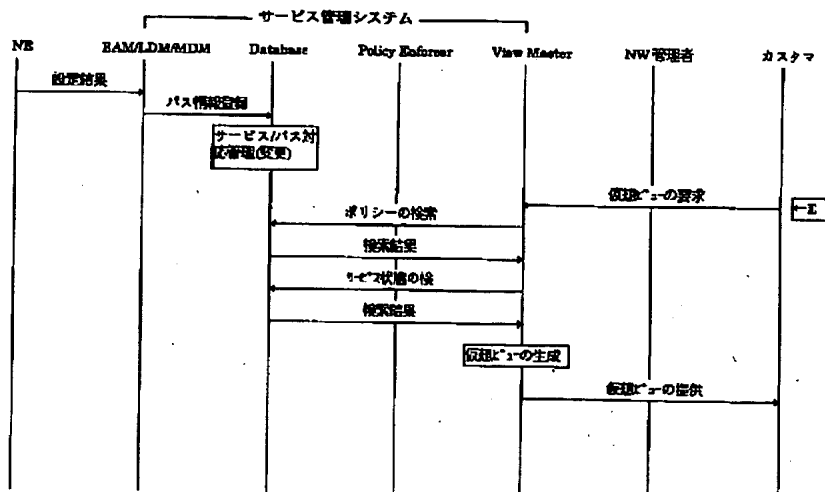 サービス管理システム
NE
EAM/LDM/MDM
Database
Policy Enforcer
View Master
NW 管理者
カスタマ
設定結果
パス情報登録
サービス/パス対
応管理(変更)
仮想ビューの要求
E
ポリシーの検索
検索結果
サービス状態の検
検索結果
仮想ビューの生成
仮想ビューの提供